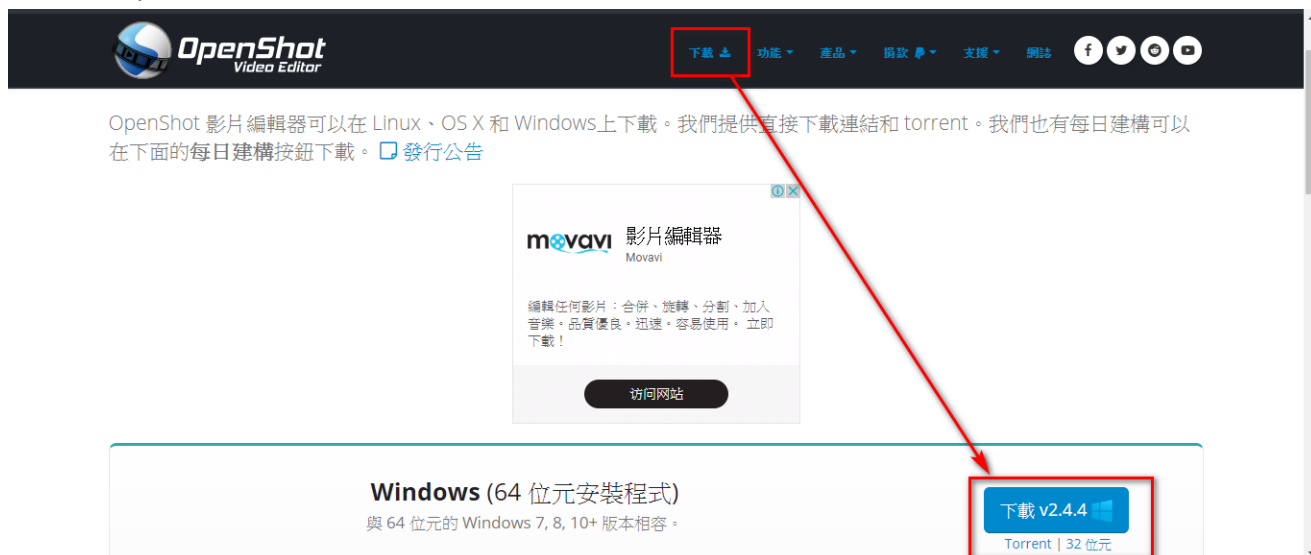 OpenShot
Video Editor
下載 功能 產品 捐款 支援 網誌
OpenShot 影片編輯器可以在 Linux、OS X 和 Windows上下載。我們提供直接下載連結和 torrent。我們也有每日建構可以
在下面的每日建構按鈕下載。 發行公告
movavi
影片編輯器
Movavi
編輯任何影片：合併、旋轉、分割、加入
音樂。品質優良。迅速。容易使用。 立即
下載！
访问网站
Windows (64 位元安裝程式)
與 64 位元的 Windows 7, 8, 10+ 版本相容。
下載 v2.4.4
Torrent | 32 位元